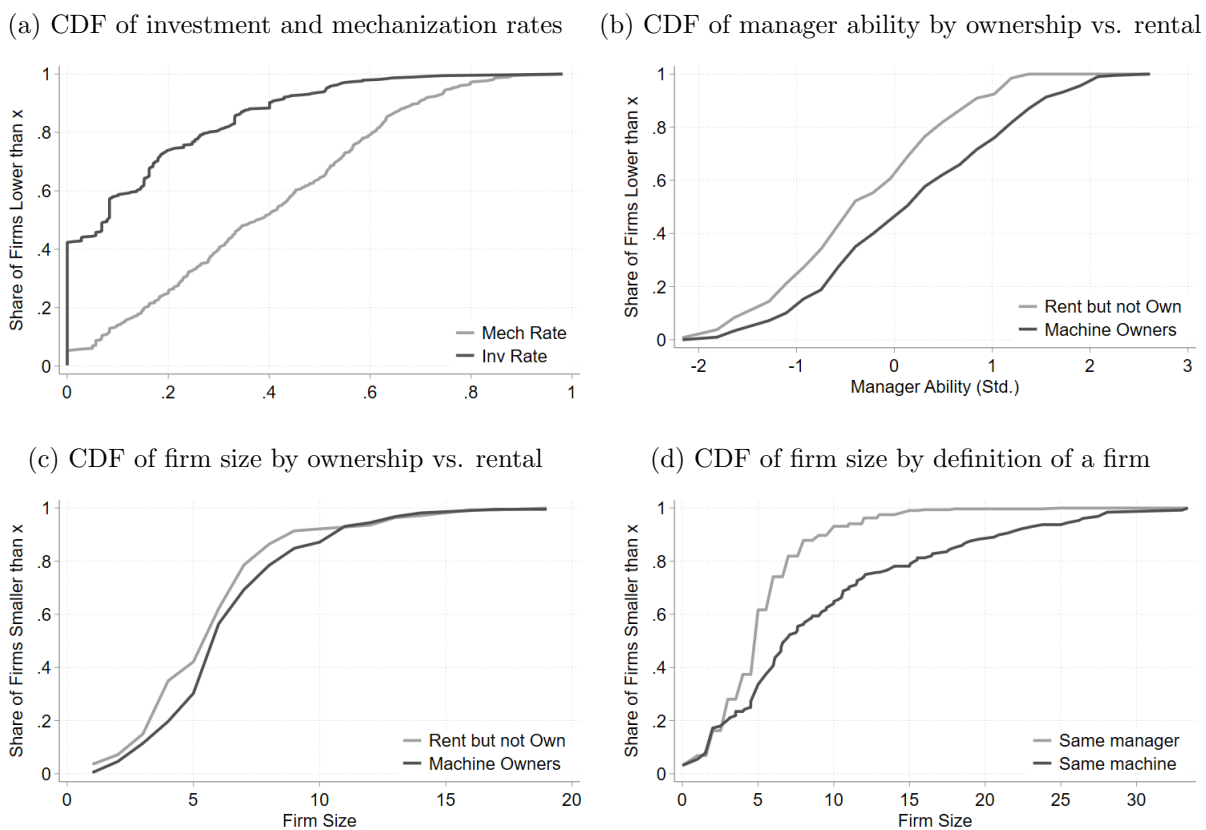 (a) CDF of investment and mechanization rates
Share of Firms Lower than x
1
.8
.6
.4
.2
0
Mech Rate
Inv Rate
0 .2 .4 .6 .8 1
(b) CDF of manager ability by ownership vs. rental
Share of Firms Lower than x
1
.8
.6
.4
.2
0
Rent but not Own
Machine Owners
-2 -1 0 1 2 3
Manager Ability (Std.)
(c) CDF of firm size by ownership vs. rental
Share of Firms Smaller than x
1
.8
.6
.4
.2
0
Rent but not Own
Machine Owners
0 5 10 15 20
Firm Size
(d) CDF of firm size by definition of a firm
Share of Firms Smaller than x
1
.8
.6
.4
.2
0
Same manager
Same machine
0 5 10 15 20 25 30
Firm Size